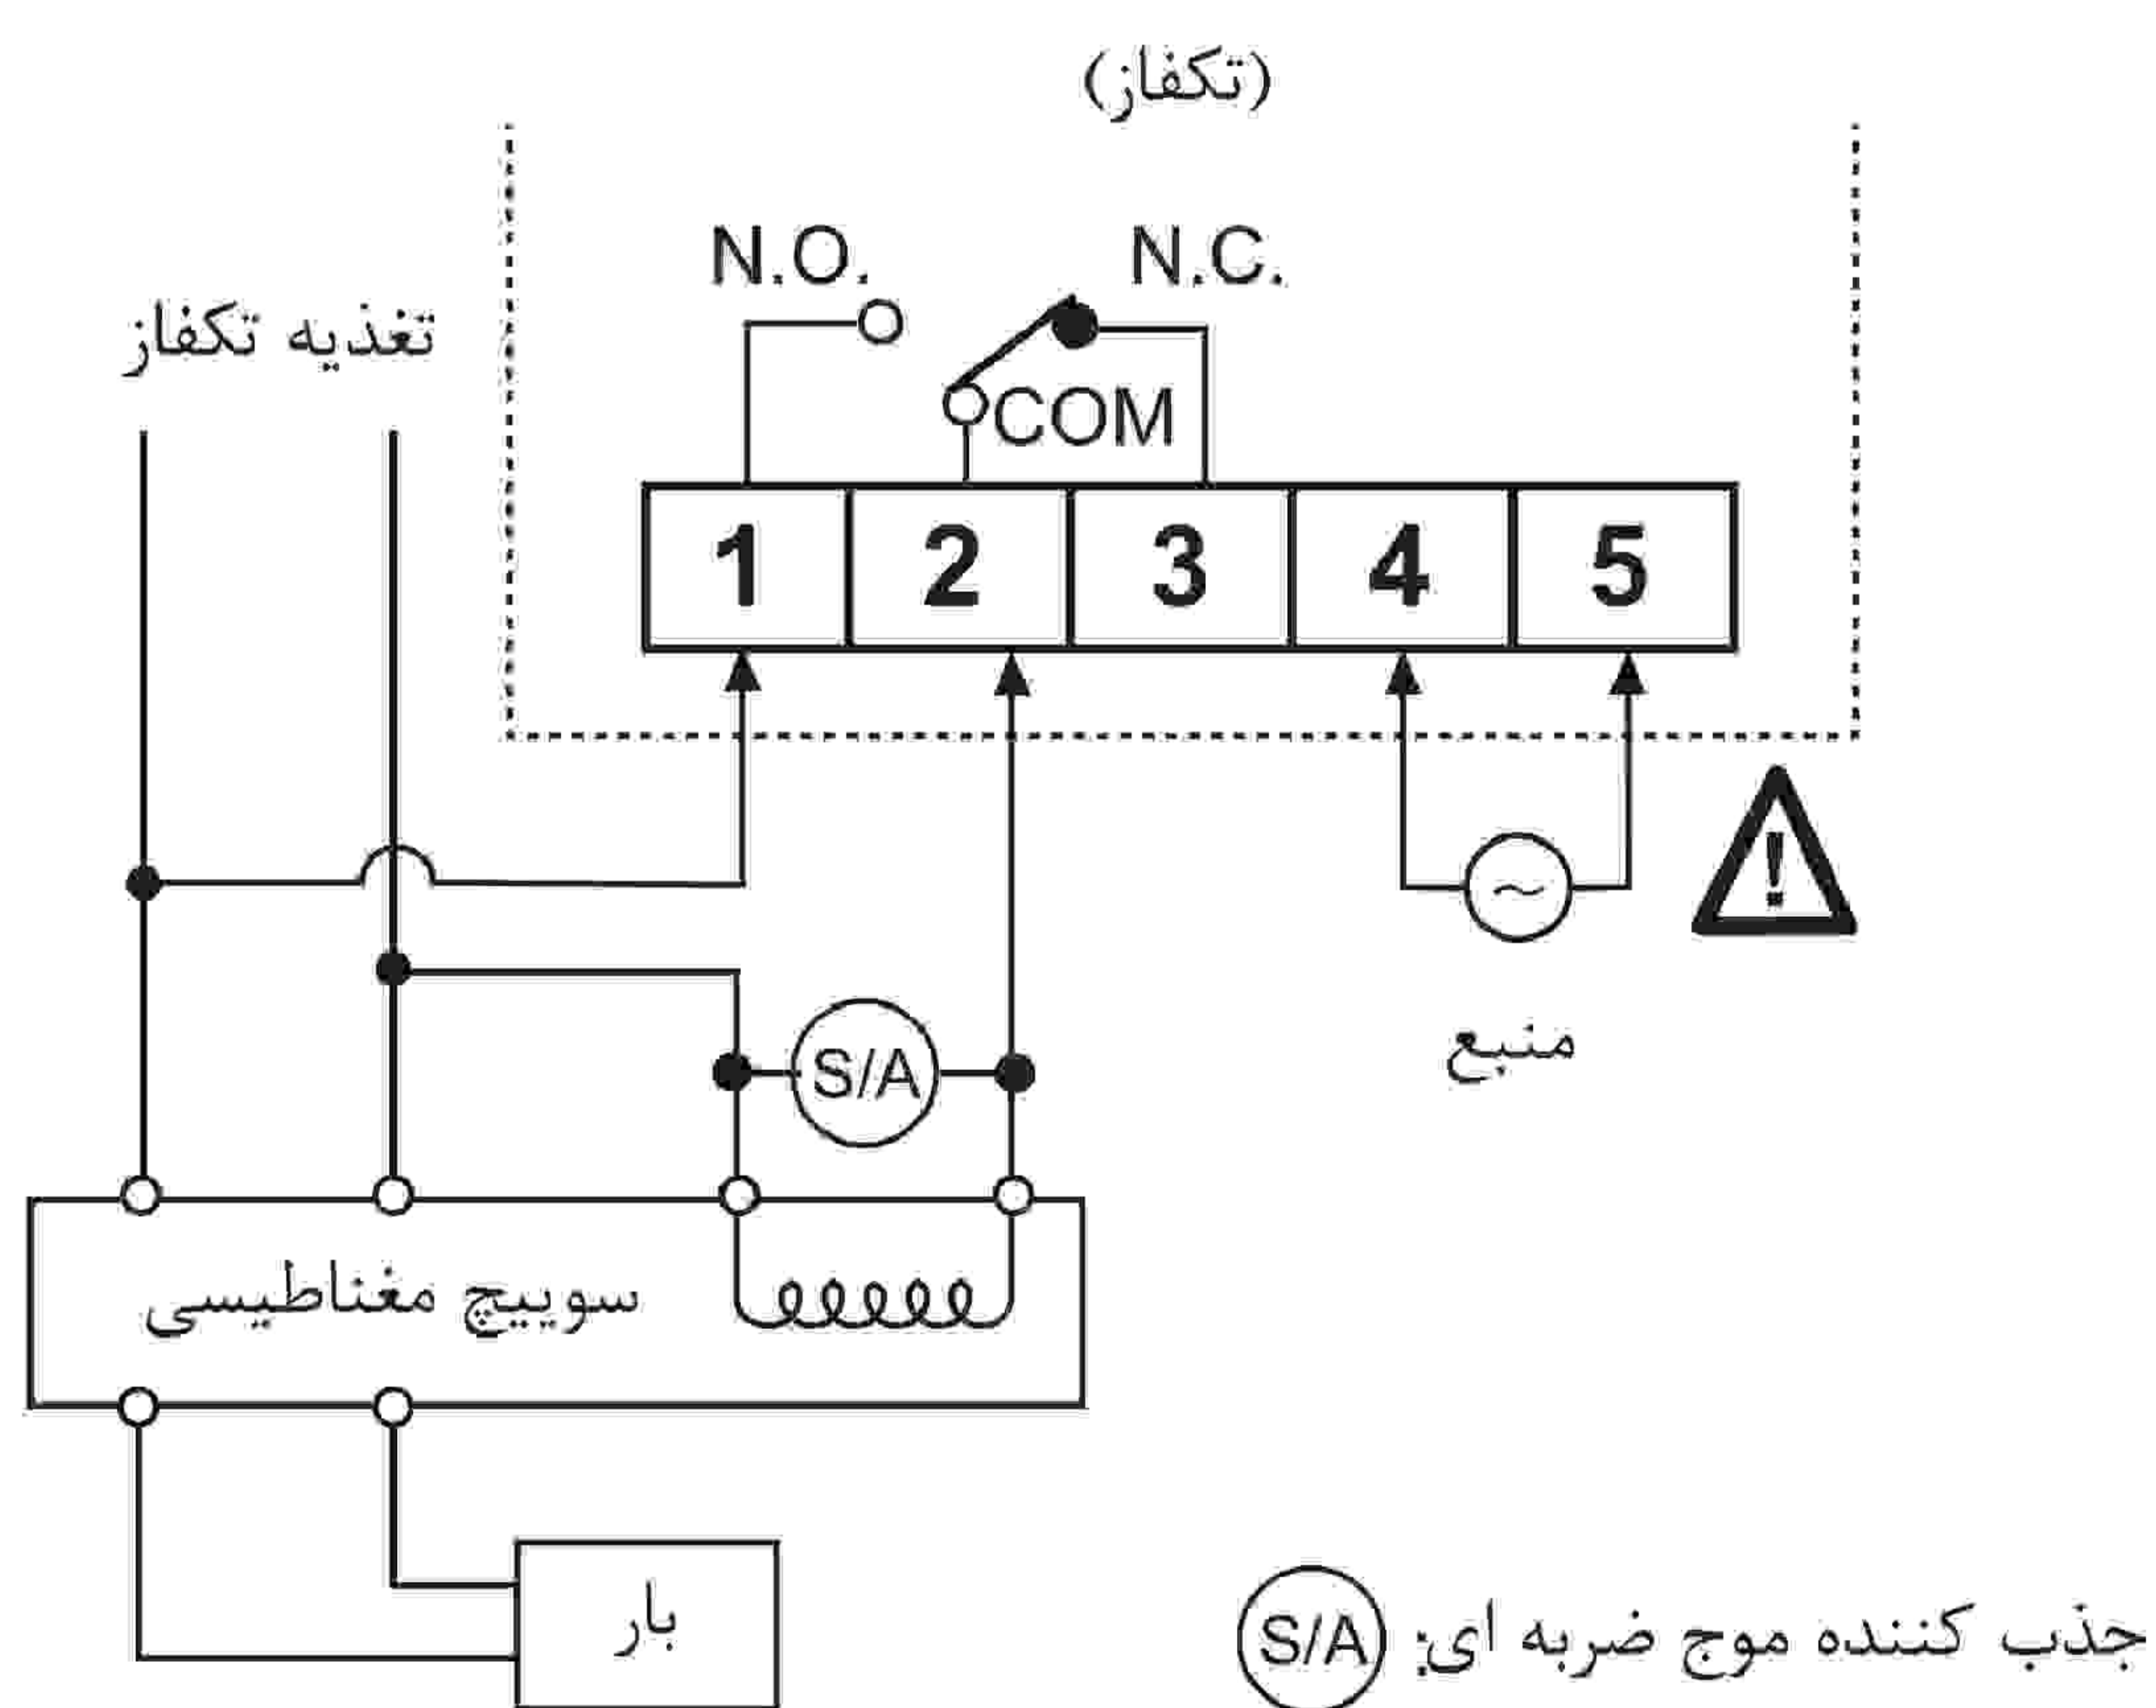 (تکفاز)
N.O.
N.C.
تغذیه تکفاز
COM
1 2 3 4 5
~
!
S/A
منبع
سوییچ مغناطیسی
بار
S/A جذب کننده موج ضربه ای: